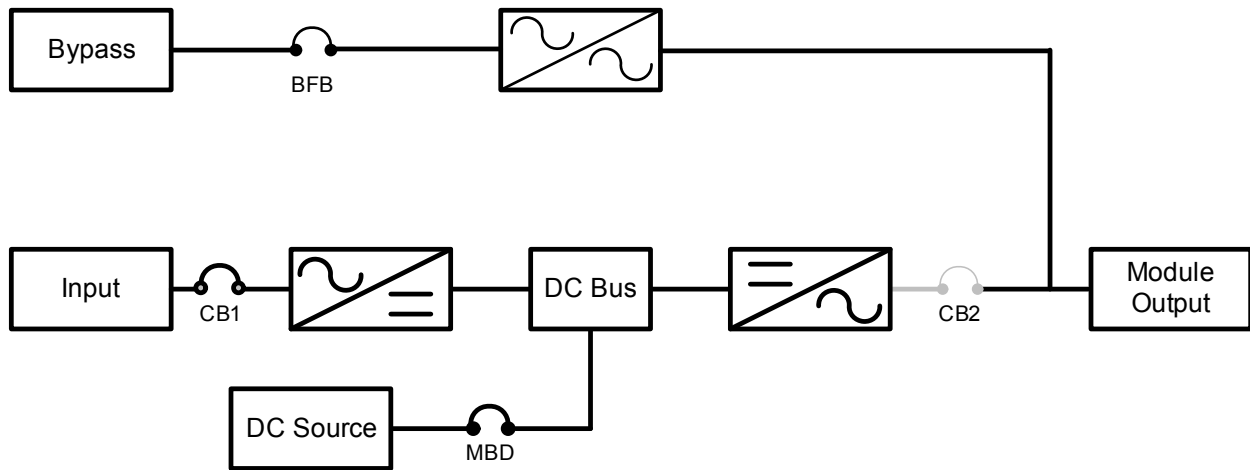 Bypass
BFB
Input
CB1
DC Bus
CB2
Module
Output
DC Source
MBD